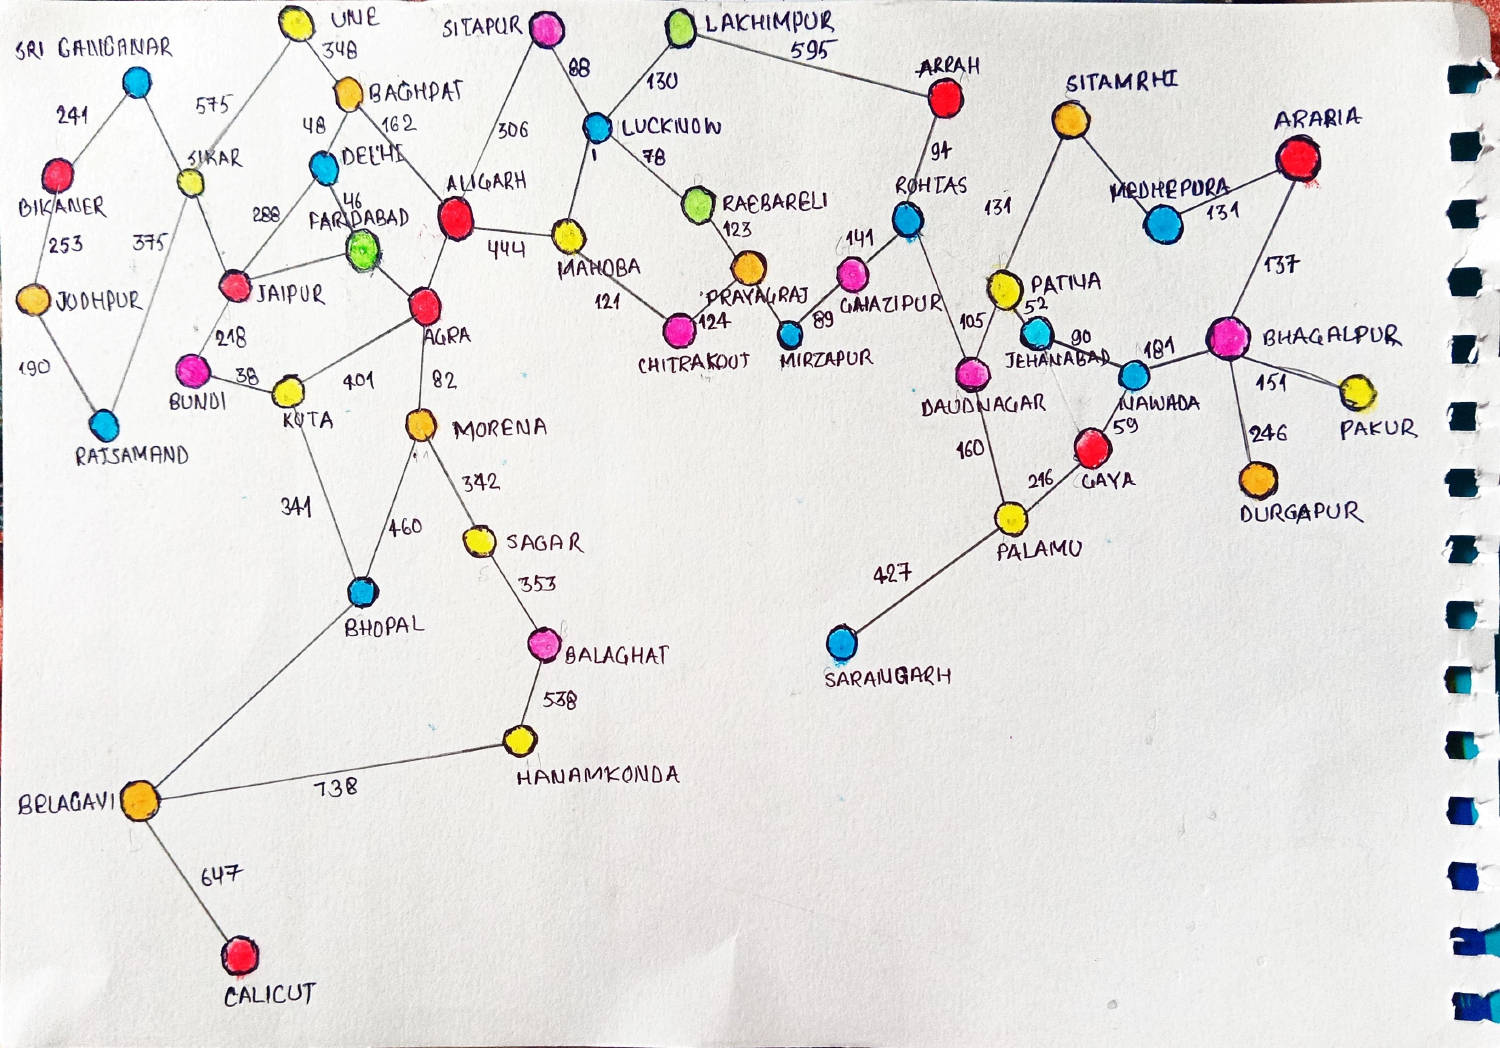 UNE
SRI GANGANAR
348
SITAPUR
LAKHIMPUR
595
ARRAH
SITAMRHI
ARARIA
241
575
BAGHPAT
88
130
48
162
306
LUCKNOW
94
SIKAR
DELHI
78
ALIGARH
ROHTAS
MEDHEPURA
131
BIKANER
46
288
FARIDABAD
RAEBARELI
131
253
375
444
123
141
137
MAHOBA
JODHPUR
JAIPUR
121
PRAYAGRAJ
GHAZIPUR
PATNA
52
124
89
105
218
AGRA
CHITRAKOOT
MIRZAPUR
JEHANABAD
90
181
BHAGALPUR
190
38
401
82
151
BUNDI
DAUDNAGAR
NAWADA
KOTA
MORENA
59
246
PAKUR
RAJSAMAND
160
216
GAYA
342
341
460
DURGAPUR
SAGAR
PALAMU
353
427
BHOPAL
BALAGHAT
SARANGARH
538
HANAMKONDA
738
BELAGAVI
647
CALICUT